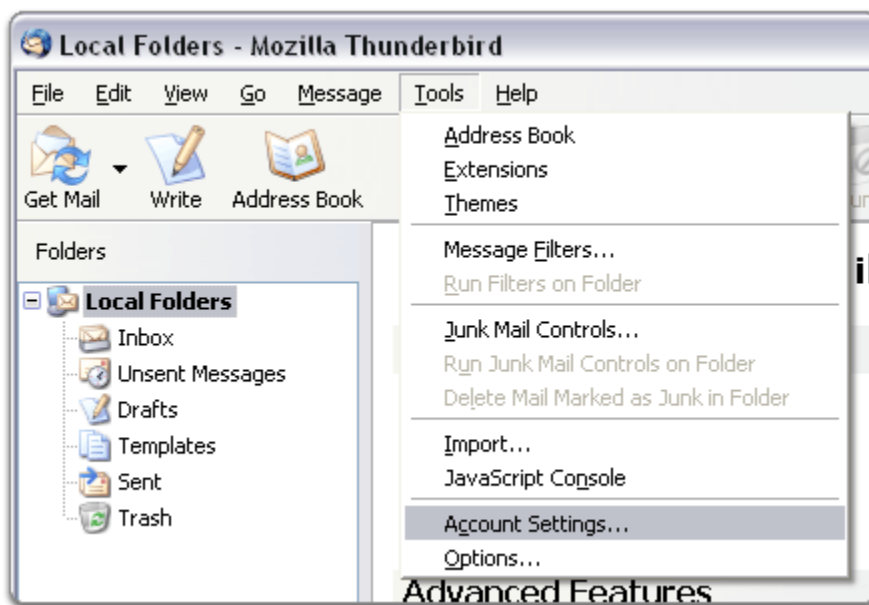 Local Folders - Mozilla Thunderbird
File Edit View Go Message Tools Help
Get Mail Write Address Book
Folders
Local Folders
Inbox
Unsent Messages
Drafts
Templates
Sent
Trash
Address Book
Extensions
Themes
Message Filters...
Run Filters on Folder
Junk Mail Controls...
Run Junk Mail Controls on Folder
Delete Mail Marked as Junk in Folder
Import...
JavaScript Console
Account Settings...
Options...
Advanced Features